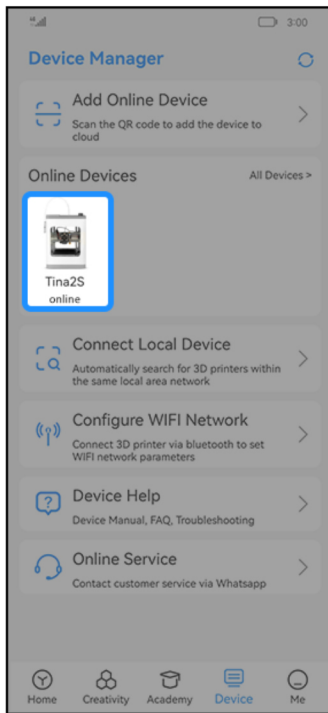 3:00
Device Manager
Add Online Device
Scan the QR code to add the device to
cloud
Online Devices
All Devices >
Tina2S
online
Connect Local Device
Automatically search for 3D printers within
the same local area network
Configure WIFI Network
Connect 3D printer via bluetooth to set
WIFI network parameters
Device Help
Device Manual, FAQ, Troubleshooting
Online Service
Contact customer service via Whatsapp
Home Creativity Academy Device Me